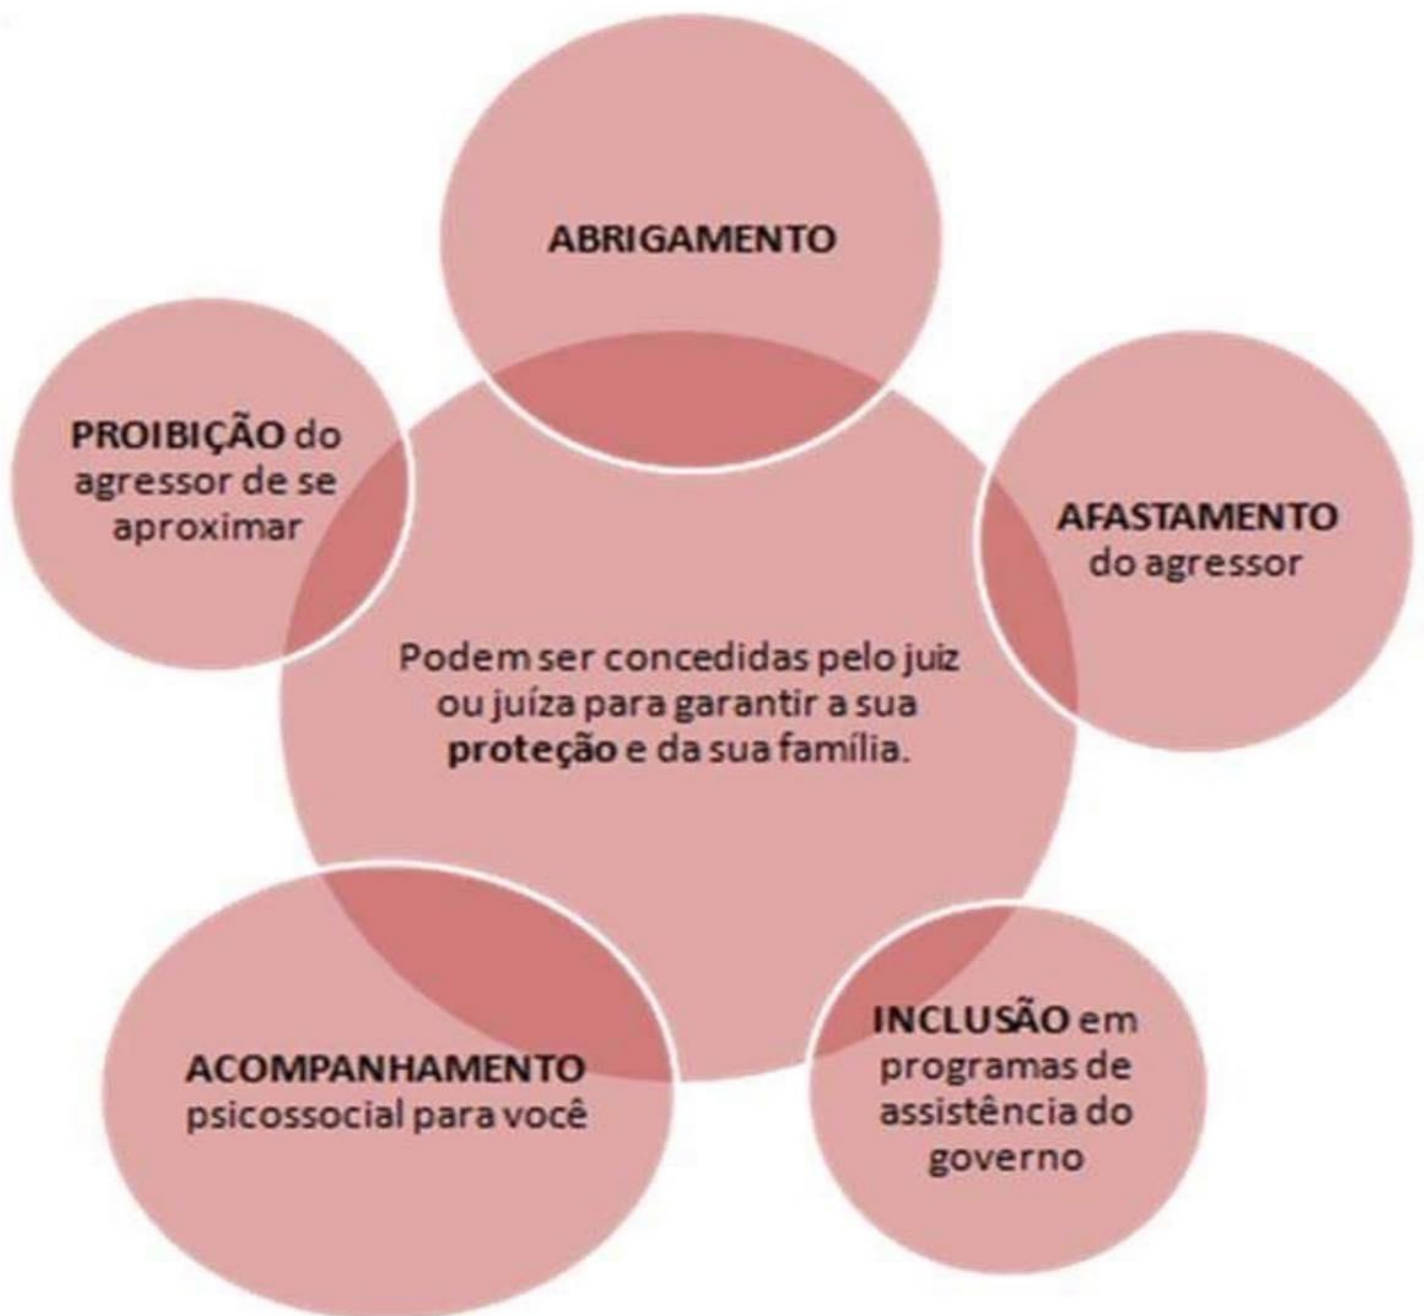 ABRIGAMENTO
PROIBIÇÃO do
agressor de se
aproximar
AFASTAMENTO
do agressor
Podem ser concedidas pelo juiz
ou juíza para garantir a sua
proteção e da sua família.
ACOMPANHAMENTO
psicossocial para você
INCLUSÃO em
programas de
assistência do
governo